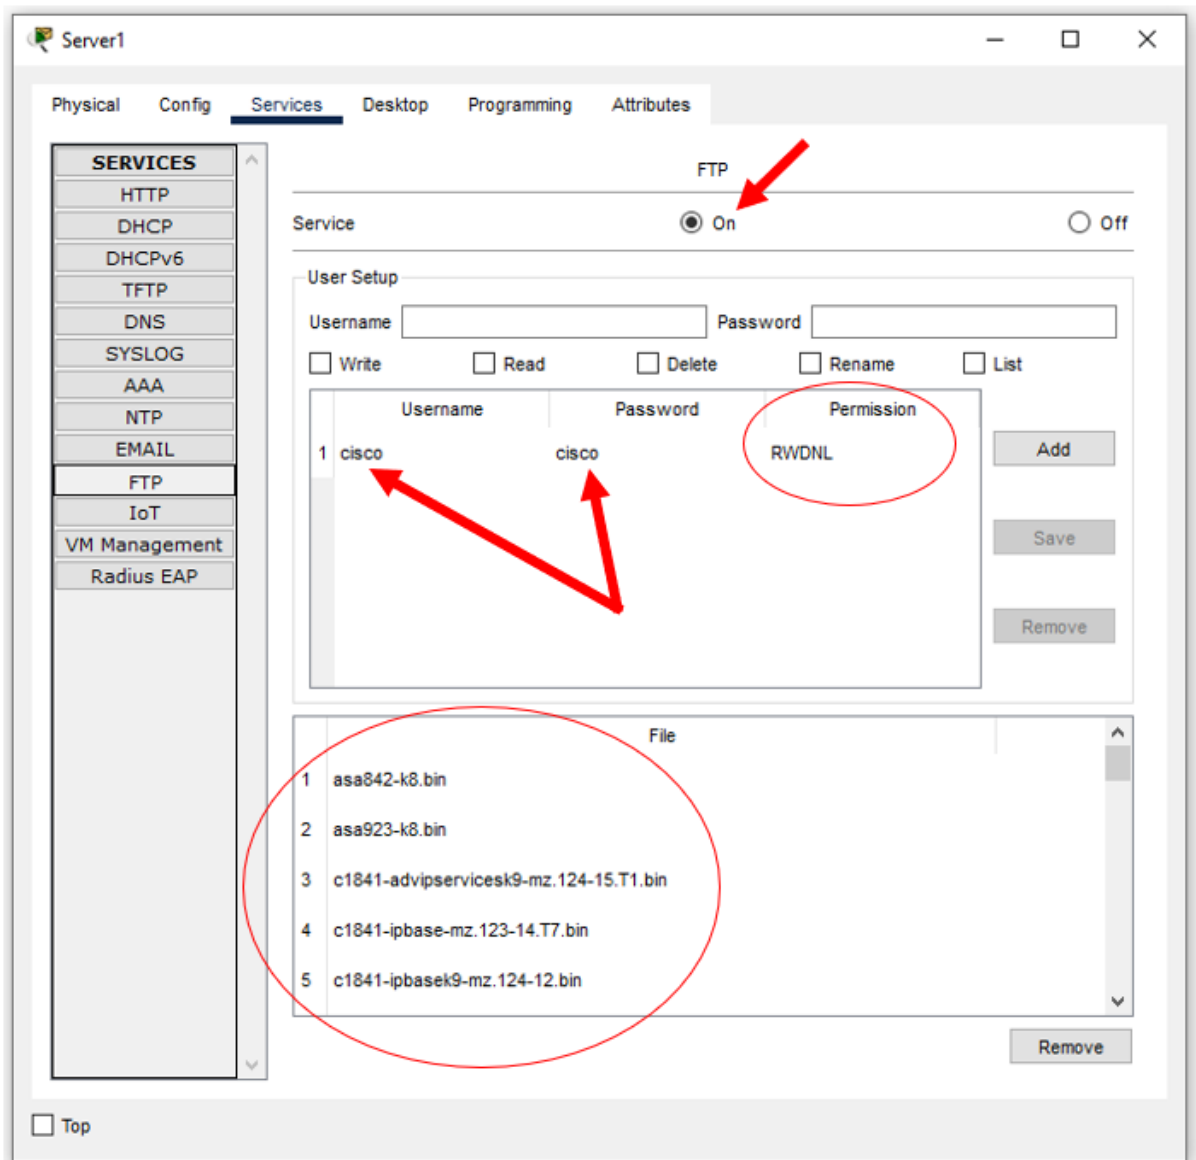 Server1
Physical Config Services Desktop Programming Attributes
SERVICES
HTTP
DHCP
DHCPv6
TFTP
DNS
SYSLOG
AAA
NTP
EMAIL
FTP
IoT
VM Management
Radius EAP
FTP
Service On Off
User Setup
Username Password
Write Read Delete Rename List
Username Password Permission
1 cisco cisco RWDNL
Add
Save
Remove
File
1 asa842-k8.bin
2 asa923-k8.bin
3 c1841-advipservicesk9-mz.124-15.T1.bin
4 c1841-ipbase-mz.123-14.T7.bin
5 c1841-ipbasek9-mz.124-12.bin
Remove
Top